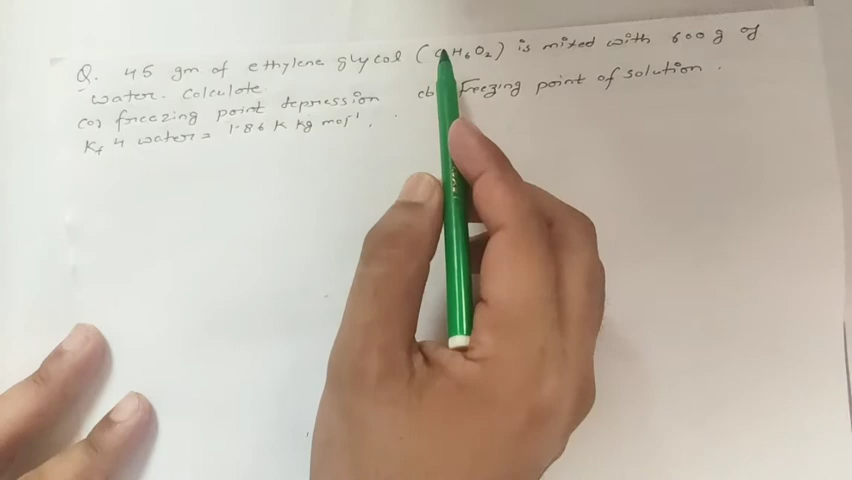 Q. 45 gm of ethylene glycol (C H6O2) is mixed with 600 g of
water. Calculate.
(a) freezing point depression (b) Freezing point of solution.
Kf of water = 1.86 K kg mol-1.